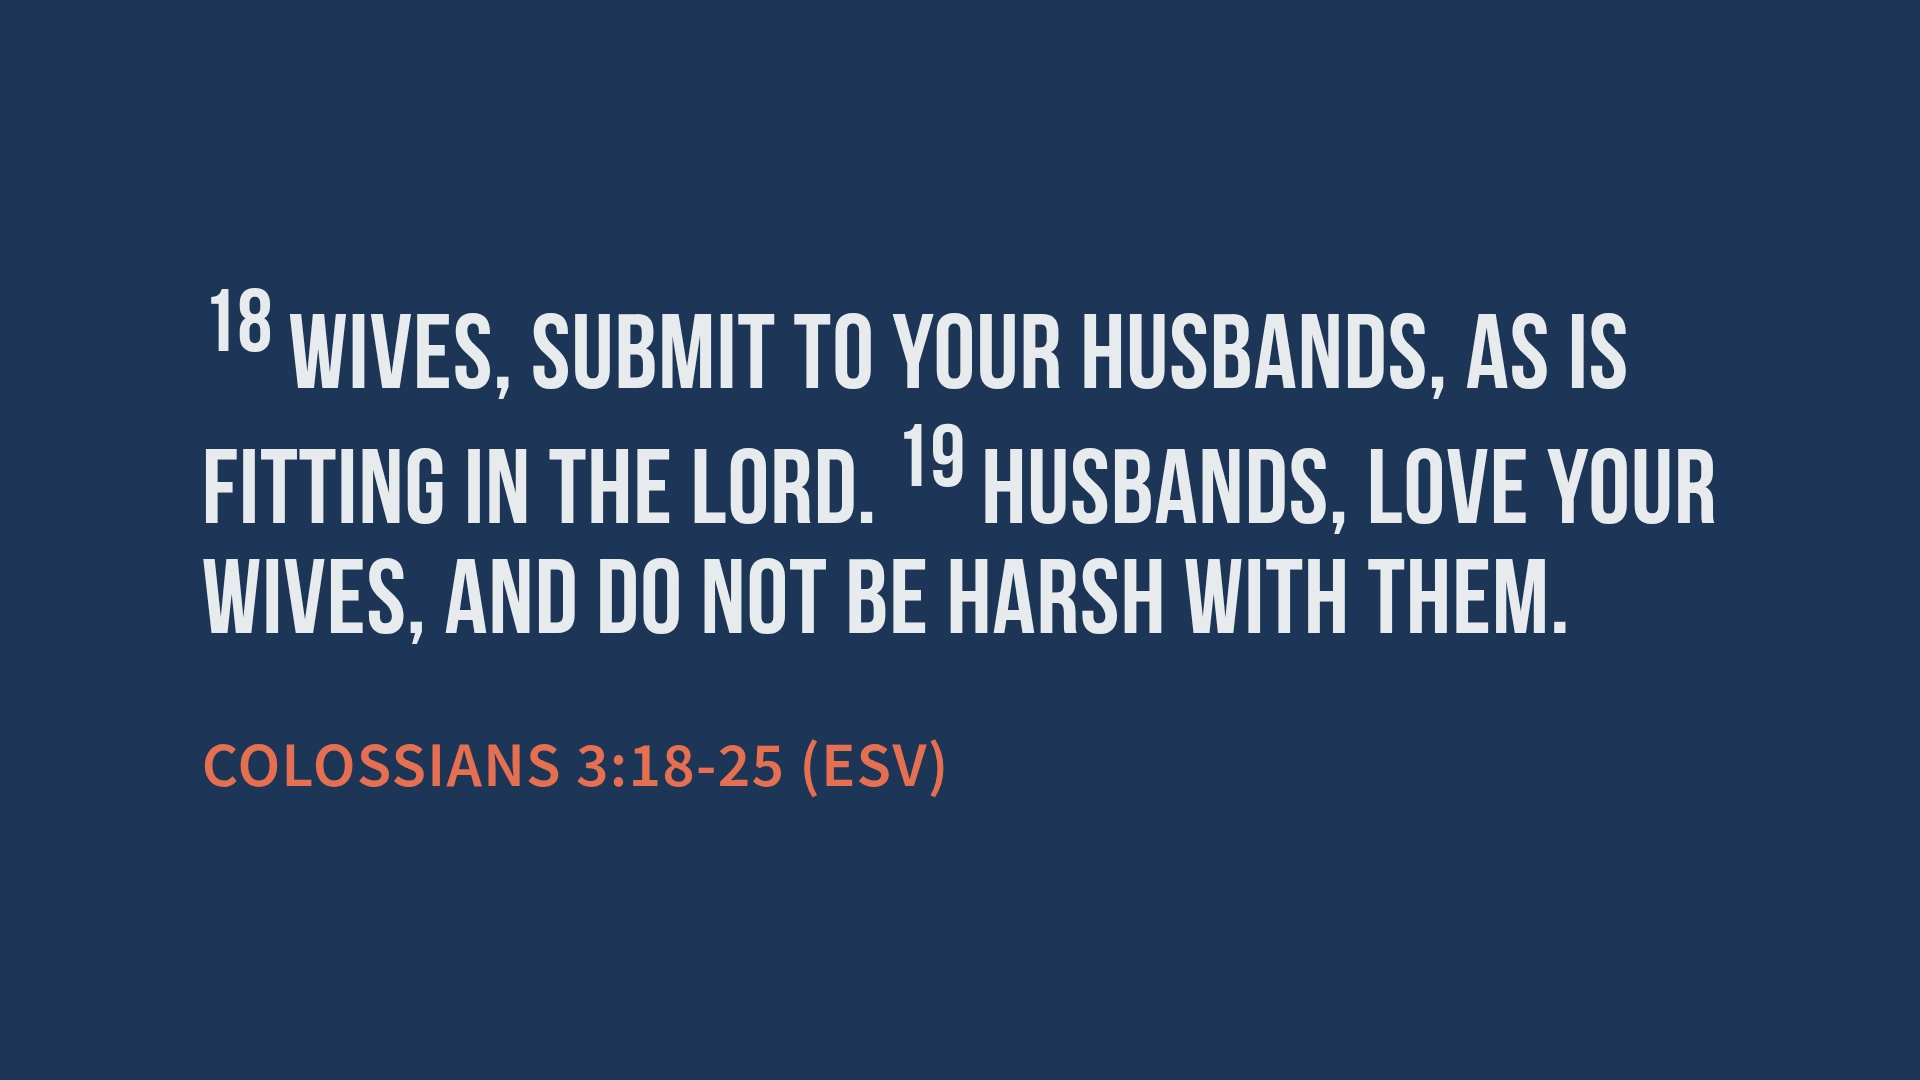 18 WIVES, SUBMIT TO YOUR HUSBANDS, AS IS
FITTING IN THE LORD. 19 HUSBANDS, LOVE YOUR
WIVES, AND DO NOT BE HARSH WITH THEM.
COLOSSIANS 3:18-25 (ESV)